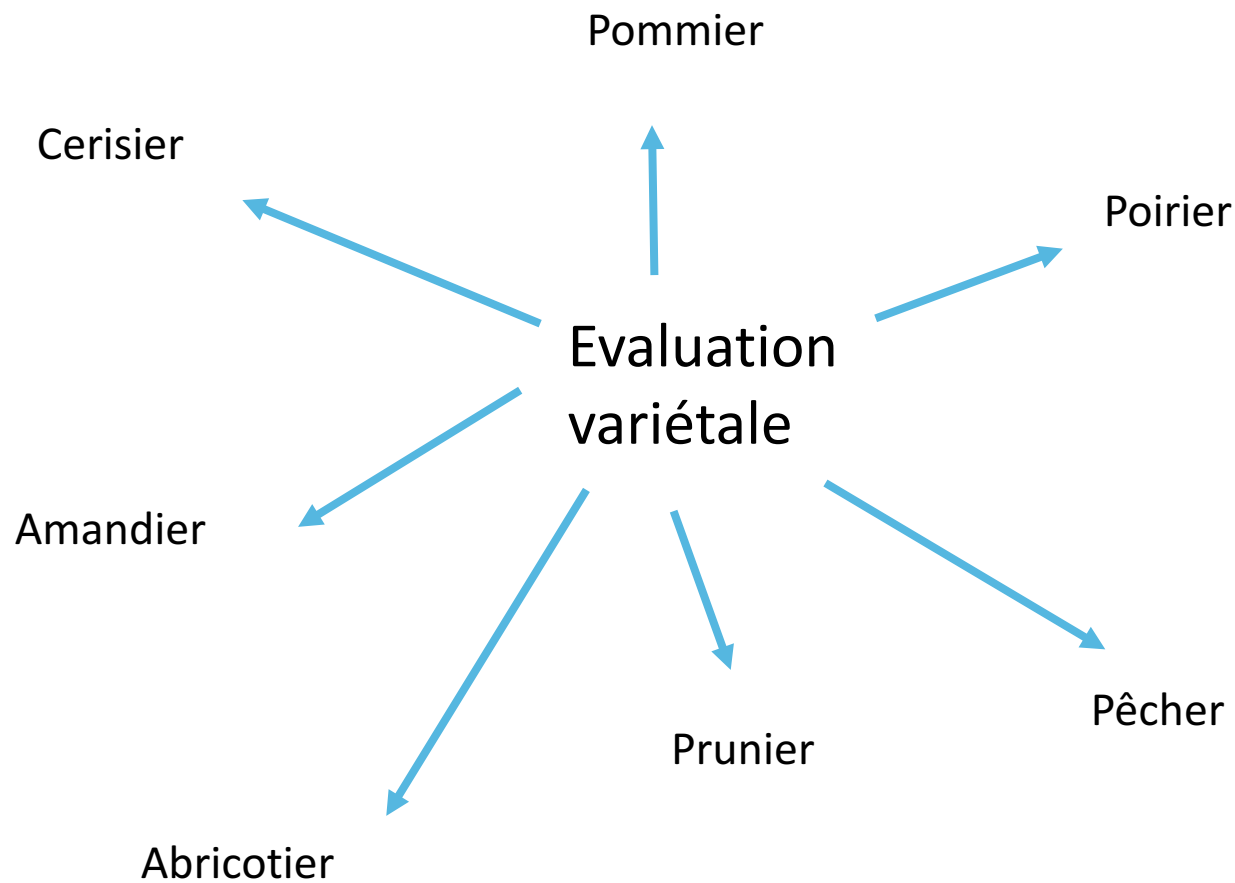 Pommier
Cerisier
Poirier
Evaluation
variétale
Amandier
Pêcher
Prunier
Abricotier